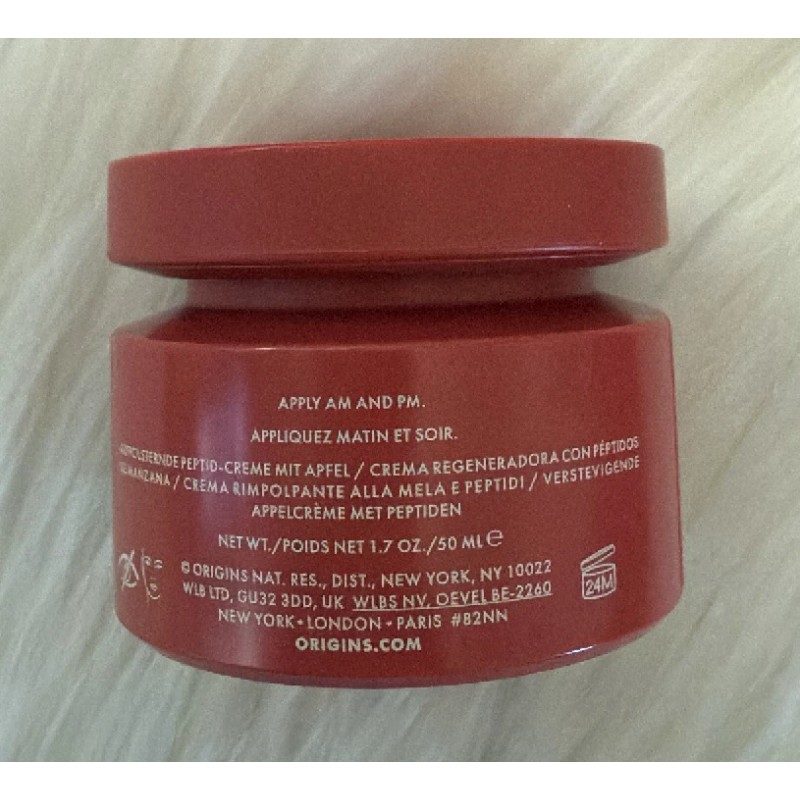 APPLY AM AND PM.
APPLIQUEZ MATIN ET SOIR.
PEPTID-CREME MIT APFEL / CREMA REGENERADORA CON PÉPTIDOS
MANZANA / CREMA RIMPOLPANTE ALLA MELA E PEPTIDI / VERSTEVIGENDE
APPELCRÈME MET PEPTIDEN
NET WT./POIDS NET 1.7 OZ./50 ML ℮
© ORIGINS NAT. RES., DIST., NEW YORK, NY 10022
WLB LTD, GU32 3DD, UK WLBS NV, OEVEL BE-2260
NEW YORK • LONDON • PARIS #82NN
ORIGINS.COM
24M